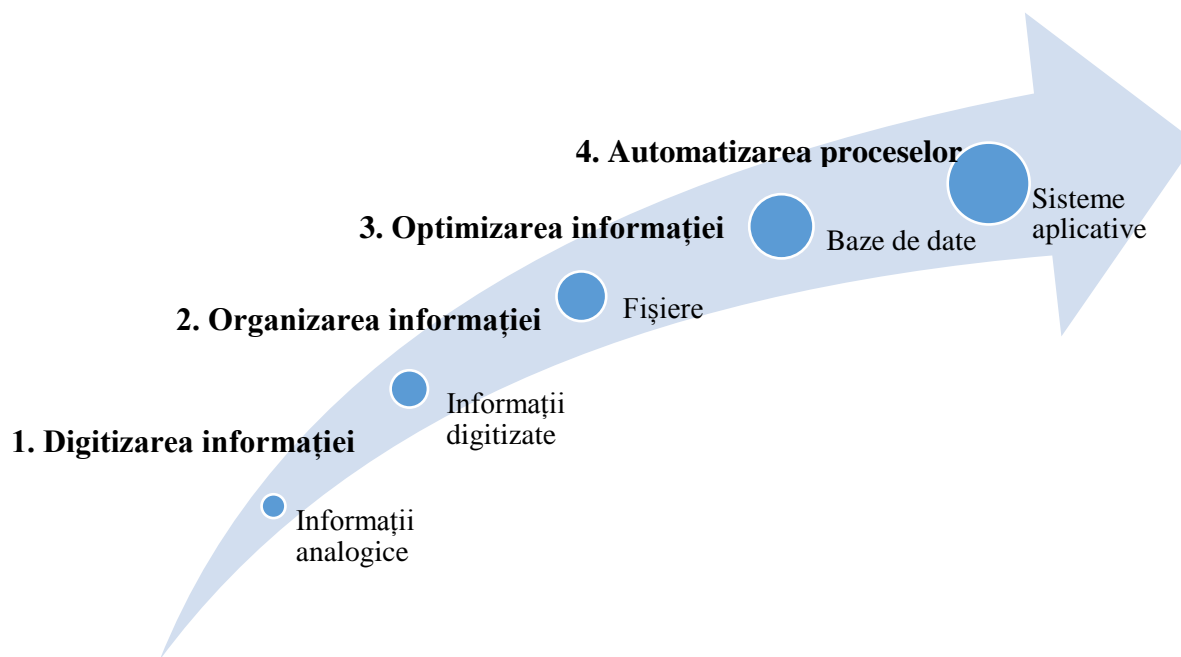 4. Automatizarea proceselor
Sisteme
aplicative
3. Optimizarea informației
Baze de date
2. Organizarea informației
Fișiere
Informații
digitizate
1. Digitizarea informației
Informații
analogice